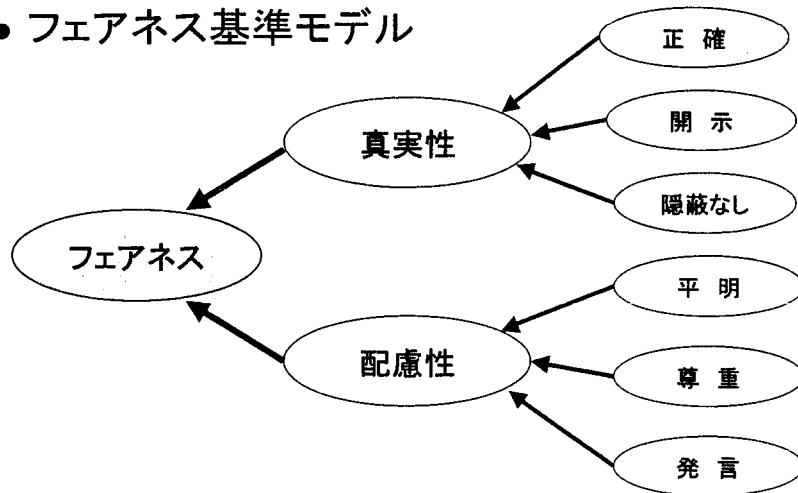 • フェアネス基準モデル
正 確
開 示
真実性
隠蔽なし
フェアネス
平 明
配慮性
尊 重
発 言